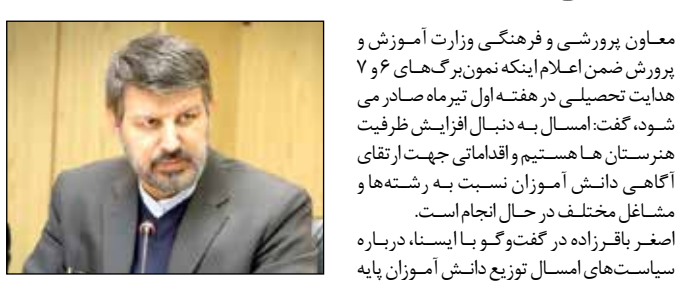 معاون پرورشی و فرهنگی وزارت آموزش و
پرورش ضمن اعلام اینکه نمون‌برگ‌های ۶ و ۷
هدایت تحصیلی در هفته اول تیرماه صادر می
شود، گفت: امسال به دنبال افزایش ظرفیت
هنرستان ها هستیم و اقداماتی جهت ارتقای
آگاهی دانش آموزان نسبت به رشته‌ها و
مشاغل مختلف در حال انجام است.
اصغر باقرزاده در گفت‌وگو با ایسنا، درباره
سیاست‌های امسال توزیع دانش آموزان پایه